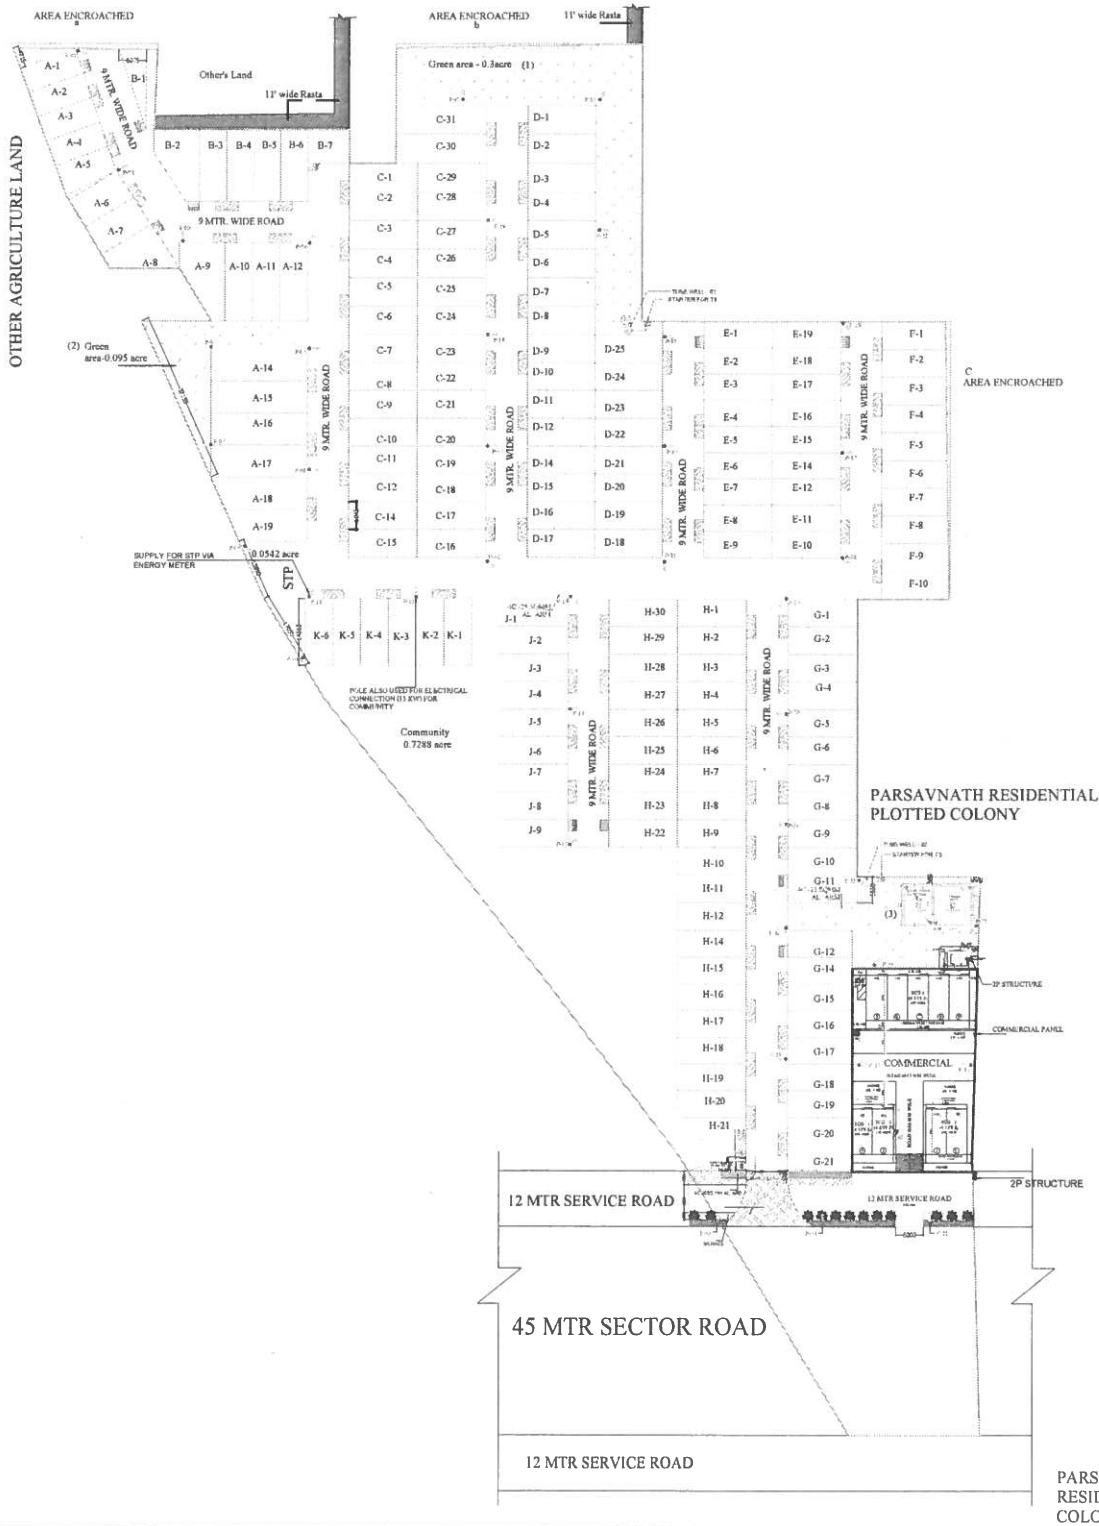 AREA ENCROACHED
a
AREA ENCROACHED
b
11' wide Rasta
Other's Land
11' wide Rasta
Green area - 0.3acre (1)
OTHER AGRICULTURE LAND
A-1
A-2
A-3
A-4
A-5
A-6
A-7
A-8
9 MTR. WIDE ROAD
B-1
B-2
B-3
B-4
B-5
B-7
9 MTR. WIDE ROAD
A-9
A-10
A-11
A-12
(2) Green
area-0.095 acre
A-14
A-15
A-16
A-17
A-18
A-19
9 MTR. WIDE ROAD
C-31
C-30
C-1
C-29
C-2
C-28
C-3
C-27
C-4
C-26
C-5
C-25
C-6
C-24
C-7
C-23
C-8
C-22
C-9
C-21
C-10
C-20
C-11
C-19
C-12
C-18
C-14
C-17
C-15
C-16
9 MTR. WIDE ROAD
D-1
D-2
D-3
D-4
D-5
D-6
D-7
D-8
D-9
D-10
D-11
D-12
D-14
D-15
D-16
D-17
D-25
D-24
D-23
D-22
D-21
D-20
D-19
D-18
9 MTR. WIDE ROAD
E-1
E-19
E-2
E-18
E-3
E-17
E-4
E-16
E-5
E-15
E-6
E-14
E-7
E-12
E-8
E-11
E-9
E-10
9 MTR. WIDE ROAD
F-1
F-2
F-3
F-4
F-5
F-6
F-7
F-8
F-9
F-10
C
AREA ENCROACHED
SUPPLY FOR STP VIA
ENERGY METER
0.0542 acre
STP
K-6
K-5
K-4
K-3
K-2
K-1
POLE ALSO USED FOR ELECTRICAL
CONNECTION (15 KW) FOR
COMMUNITY
Community
0.7288 acre
J-1
J-2
J-3
J-4
J-5
J-6
J-7
J-8
J-9
9 MTR. WIDE ROAD
H-30
H-1
H-29
H-2
H-28
H-3
H-27
H-4
H-26
H-5
H-25
H-6
H-24
H-7
H-23
H-8
H-22
H-9
H-10
H-11
H-12
H-14
H-15
H-16
H-17
H-18
H-19
H-20
H-21
9 MTR. WIDE ROAD
G-1
G-2
G-3
G-4
G-5
G-6
G-7
G-8
G-9
G-10
G-11
G-12
G-14
G-15
G-16
G-17
G-18
G-19
G-20
G-21
PARSAVNATH RESIDENTIAL
PLOTTED COLONY
(3)
2P STRUCTURE
COMMERCIAL PANEL
COMMERCIAL
2P STRUCTURE
12 MTR SERVICE ROAD
12 MTR SERVICE ROAD
45 MTR SECTOR ROAD
12 MTR SERVICE ROAD
PARS
RESID
COLO